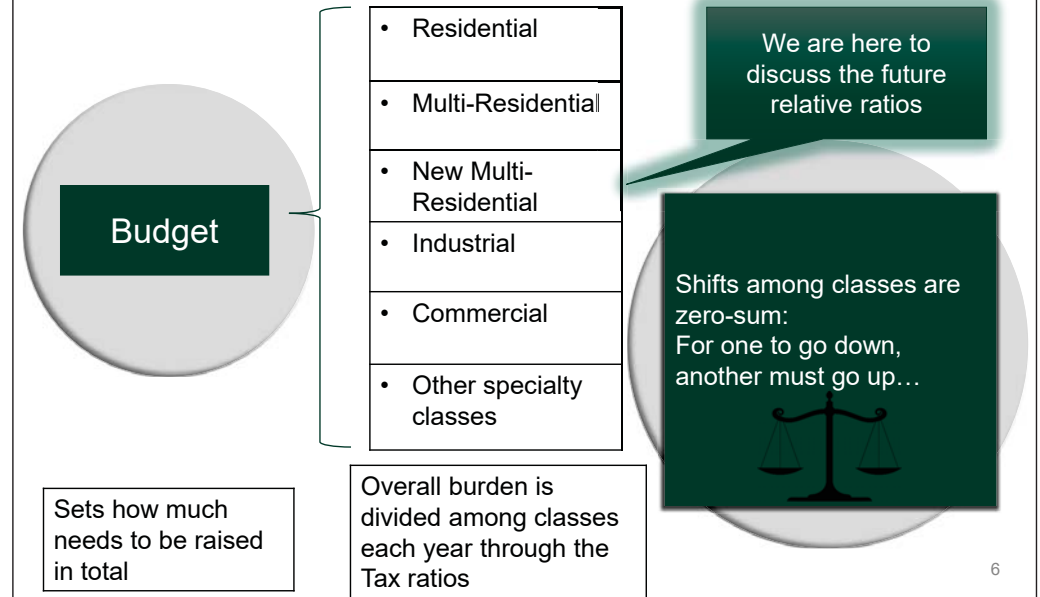 Budget
Sets how much
needs to be raised
in total
• Residential
• Multi-Residential
• New Multi-
Residential
• Industrial
• Commercial
• Other specialty
classes
Overall burden is
divided among classes
each year through the
Tax ratios
We are here to
discuss the future
relative ratios
Shifts among classes are
zero-sum:
For one to go down,
another must go up…
6